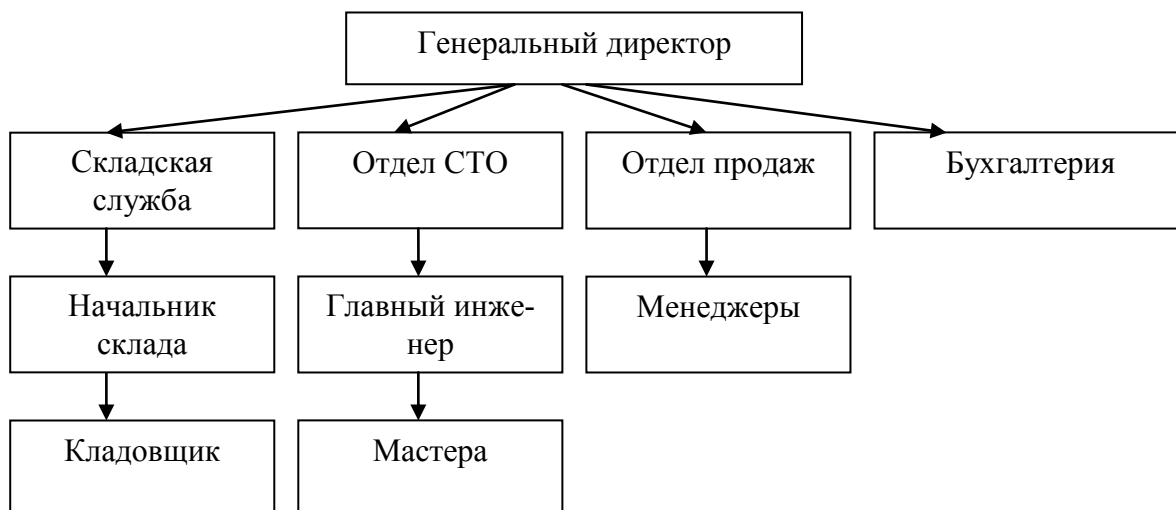 Генеральный директор
Складская
служба
Отдел СТО
Отдел продаж
Бухгалтерия
Начальник
склада
Главный инже-
нер
Менеджеры
Кладовщик
Мастера